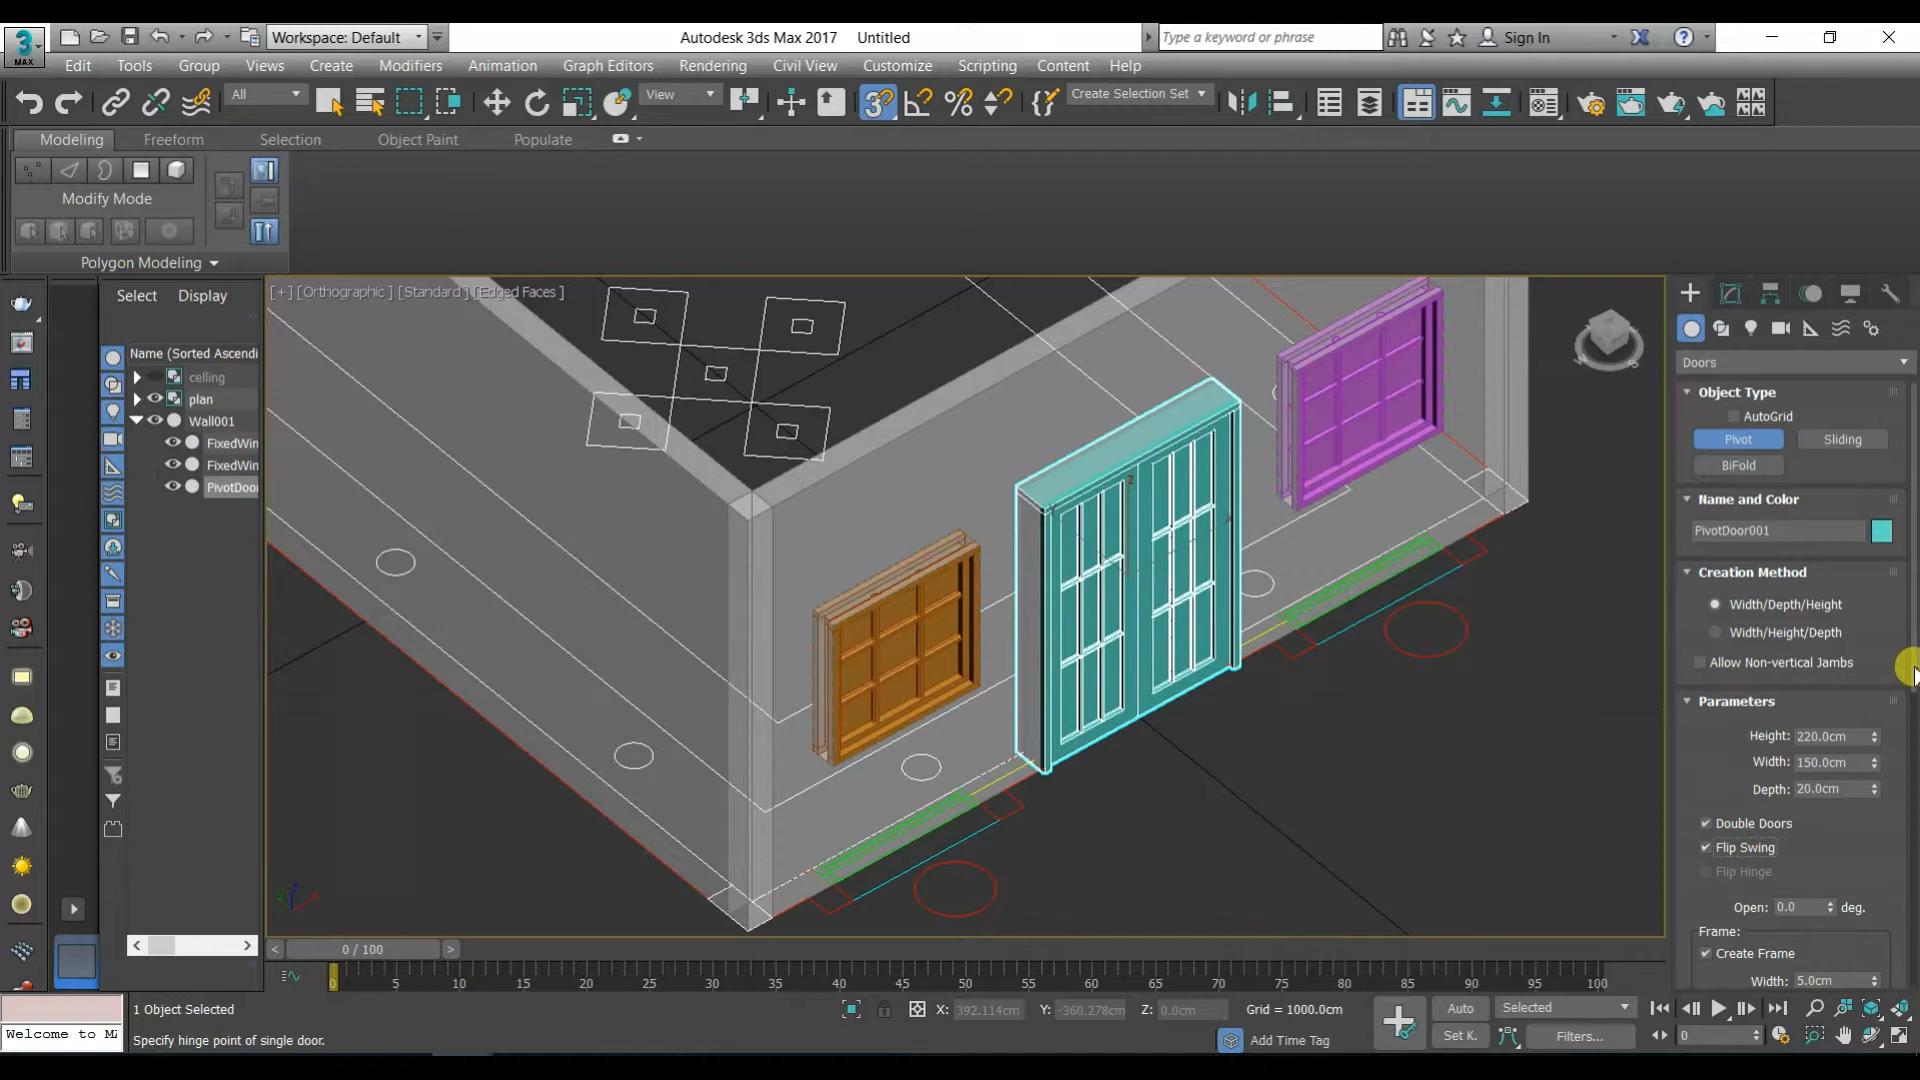 3
MAX
Workspace: Default
Autodesk 3ds Max 2017 Untitled
Type a keyword or phrase
Sign In
Edit Tools Group Views Create Modifiers Animation Graph Editors Rendering Civil View Customize Scripting Content Help
All
View
3
Create Selection Set
Modeling Freeform Selection Object Paint Populate
Modify Mode
Polygon Modeling
Select Display
[+] [Orthographic ] [Standard ] [Edged Faces ]
Name (Sorted Ascendi
celling
plan
Wall001
FixedWin
FixedWin
PivotDoo
Doors
Object Type
AutoGrid
Pivot Sliding
BiFold
Name and Color
PivotDoor001
Creation Method
Width/Depth/Height
Width/Height/Depth
Allow Non-vertical Jambs
Parameters
Height: 220.0cm
Width: 150.0cm
Depth: 20.0cm
Double Doors
Flip Swing
Flip Hinge
Open: 0.0 deg.
Frame:
Create Frame
Width: 5.0cm
0 / 100
0 5 10 15 20 25 30 35 40 45 50 55 60 65 70 75 80 85 90 95 100
1 Object Selected
X: 392.114cm Y: -360.278cm Z: 0.0cm Grid = 1000.0cm
Auto Selected
Welcome to M
Specify hinge point of single door.
Add Time Tag
Set K. Filters...
0